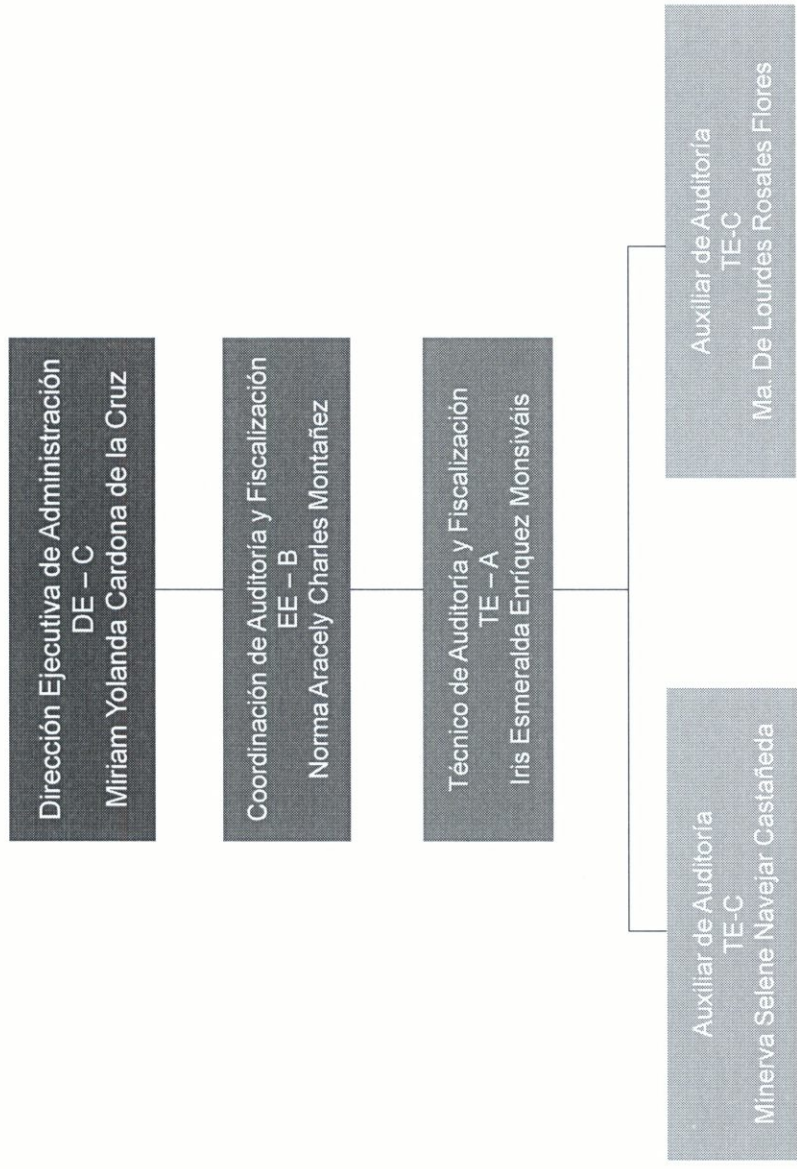 Dirección Ejecutiva de Administración
DE – C
Miriam Yolanda Cardona de la Cruz
Coordinación de Auditoría y Fiscalización
EE – B
Norma Aracely Charles Montañez
Técnico de Auditoría y Fiscalización
TE – A
Iris Esmeralda Enríquez Monsiváis
Auxiliar de Auditoría
TE-C
Minerva Selene Navejar Castañeda
Auxiliar de Auditoría
TE-C
Ma. De Lourdes Rosales Flores